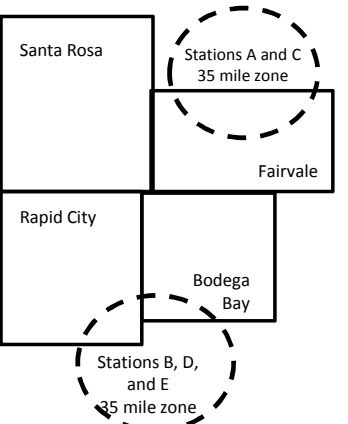 Santa Rosa
Stations A and C
35 mile zone
Fairvale
Rapid City
Bodega
Bay
Stations B, D,
and E
35 mile zone